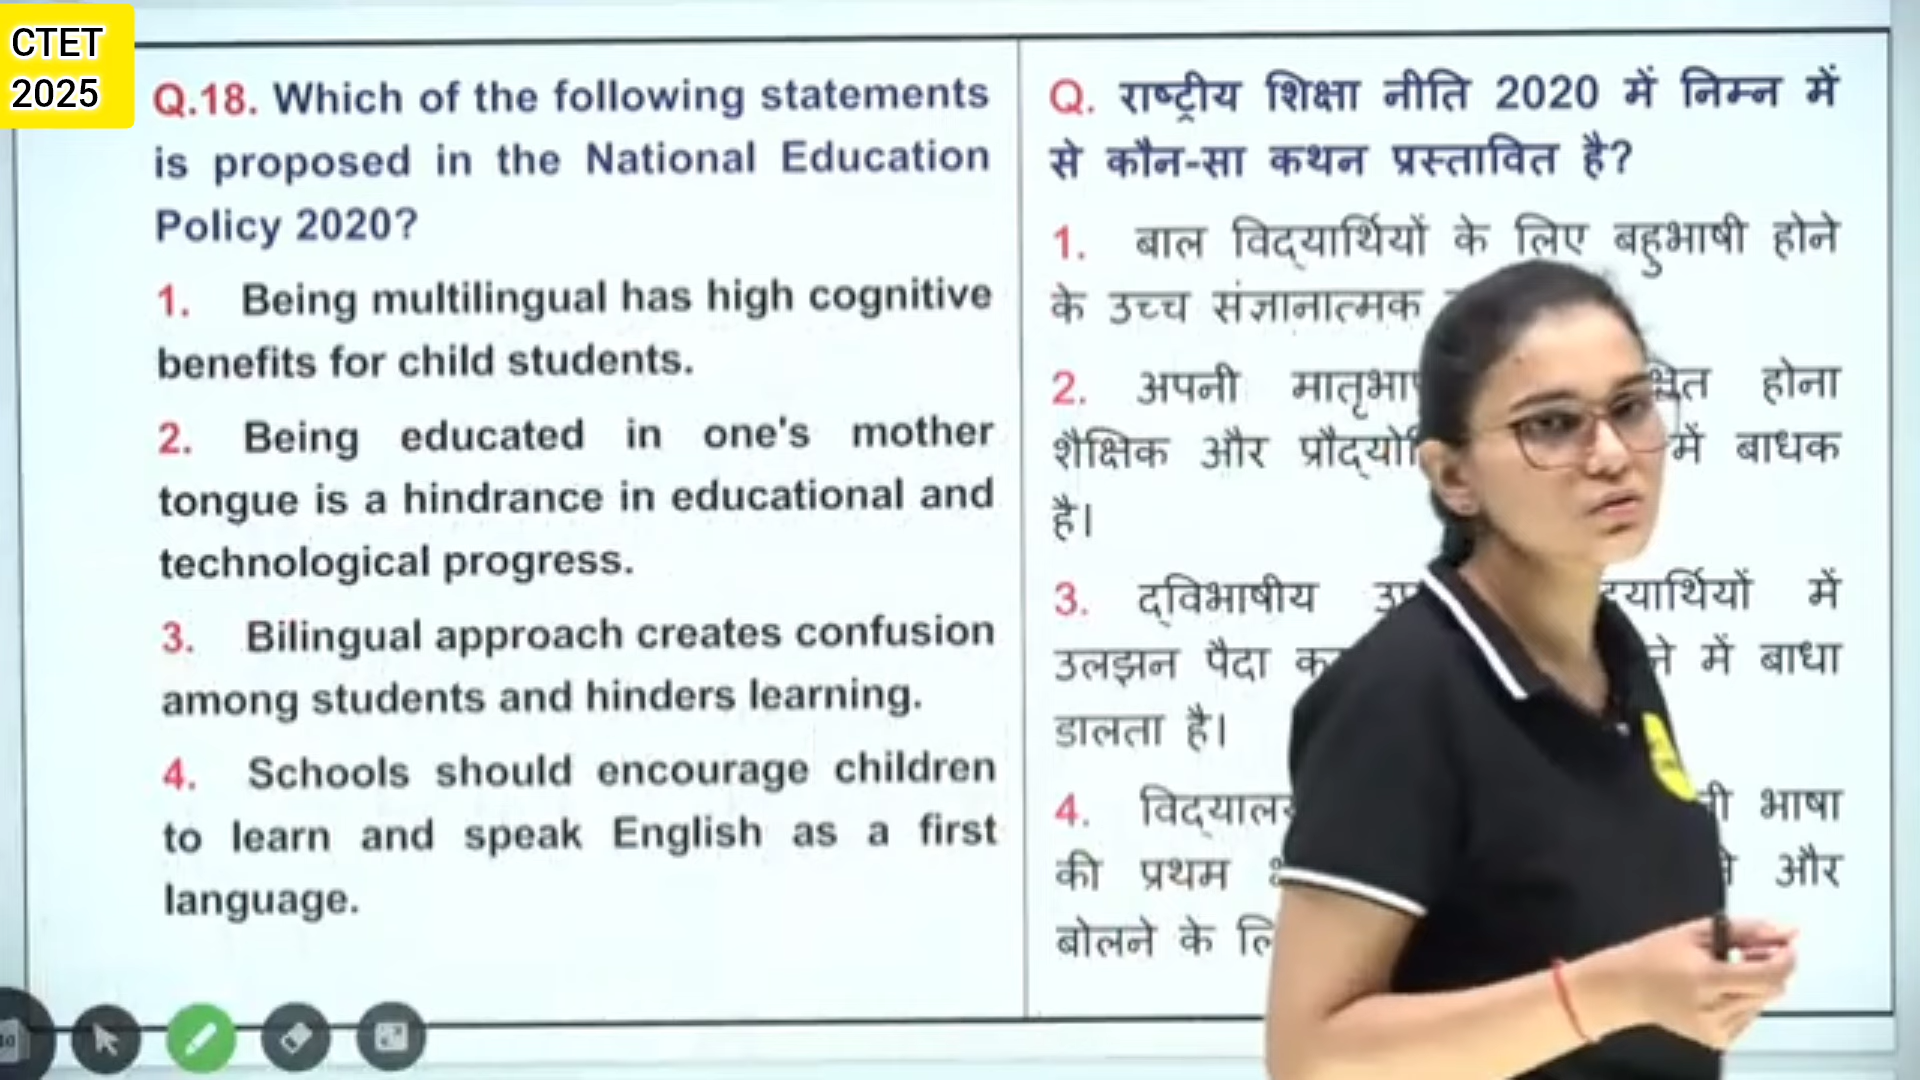 CTET
2025
Q.18. Which of the following statements
is proposed in the National Education
Policy 2020?
1. Being multilingual has high cognitive
benefits for child students.
2. Being educated in one's mother
tongue is a hindrance in educational and
technological progress.
3. Bilingual approach creates confusion
among students and hinders learning.
4. Schools should encourage children
to learn and speak English as a first
language.
Q. राष्ट्रीय शिक्षा नीति 2020 में निम्न में
से कौन-सा कथन प्रस्तावित है?
1. बाल विद्यार्थियों के लिए बहुभाषी होने
के उच्च संज्ञानात्मक
2. अपनी होना
शैक्षिक और में बाधक
है।
3. द्विभाषीय में
उलझन पैदा में बाधा
डालता है।
4. भाषा
की प्रथम और
बोलने के